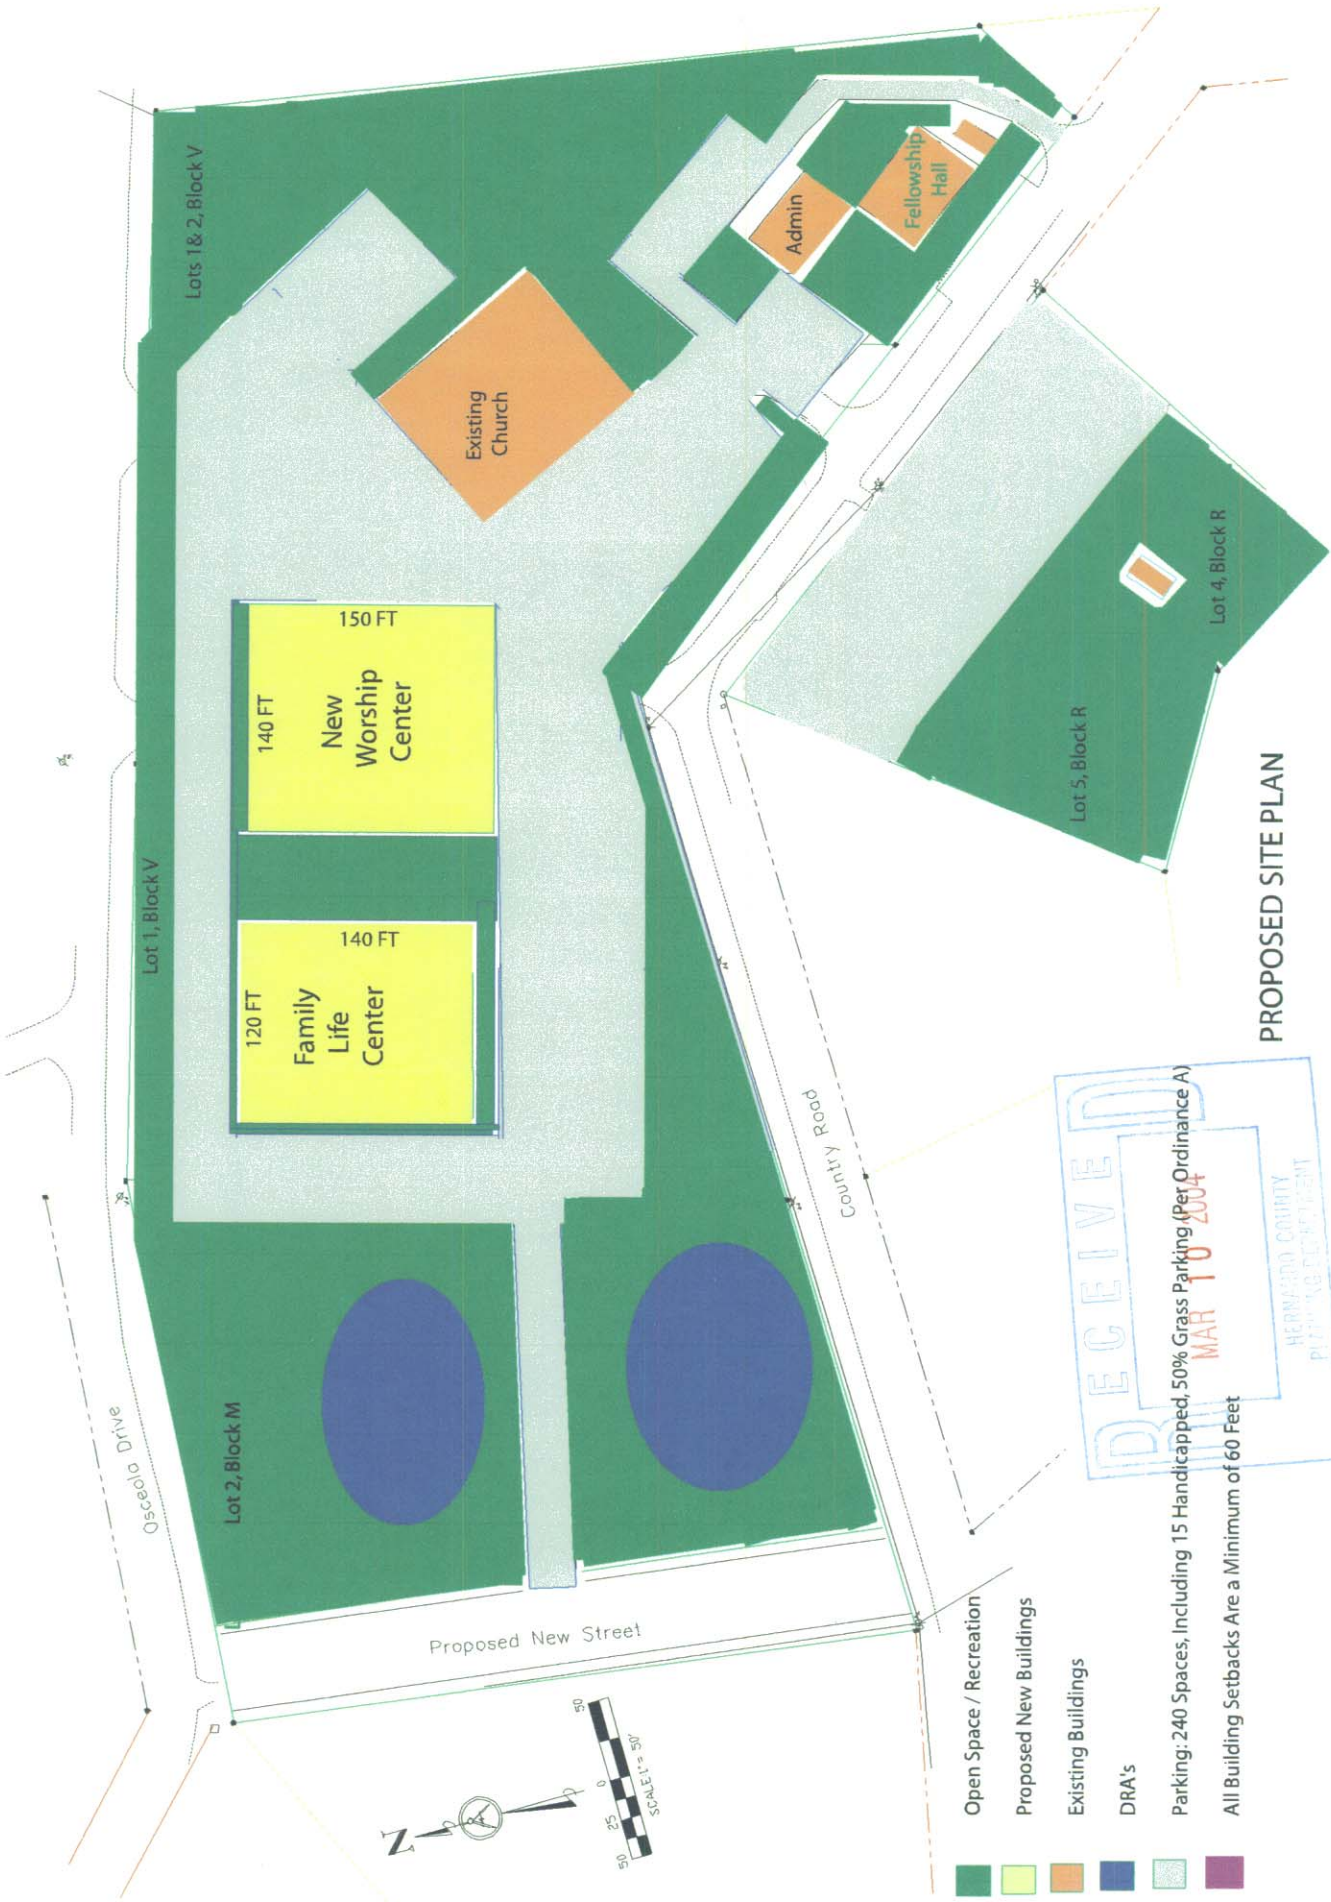 Osceola Drive
Lot 2, Block M
Lot 1, Block V
Lots 1 & 2, Block V
120 FT
140 FT
Family
Life
Center
140 FT
150 FT
New
Worship
Center
Existing
Church
Admin
Fellowship
Hall
Proposed New Street
Country Road
Lot 5, Block R
Lot 4, Block R
N
50
25
0
50
SCALE:1"= 50'
Open Space / Recreation
Proposed New Buildings
Existing Buildings
DRA's
Parking: 240 Spaces, Including 15 Handicapped, 50% Grass Parking (Per Ordinance A)
All Building Setbacks Are a Minimum of 60 Feet
RECEIVED
MAR 10 2004
HERNANDO COUNTY
PLANNING DEPARTMENT
PROPOSED SITE PLAN